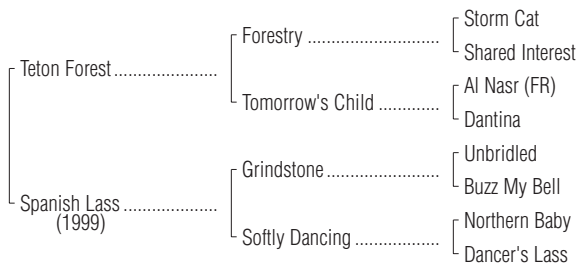 Storm Cat
Forestry ..............................
Shared Interest
Teton Forest .......................
Al Nasr (FR)
Tomorrow's Child ..............
Dantina
Unbridled
Grindstone .........................
Buzz My Bell
Spanish Lass .....................
(1999)
Northern Baby
Softly Dancing ...................
Dancer's Lass